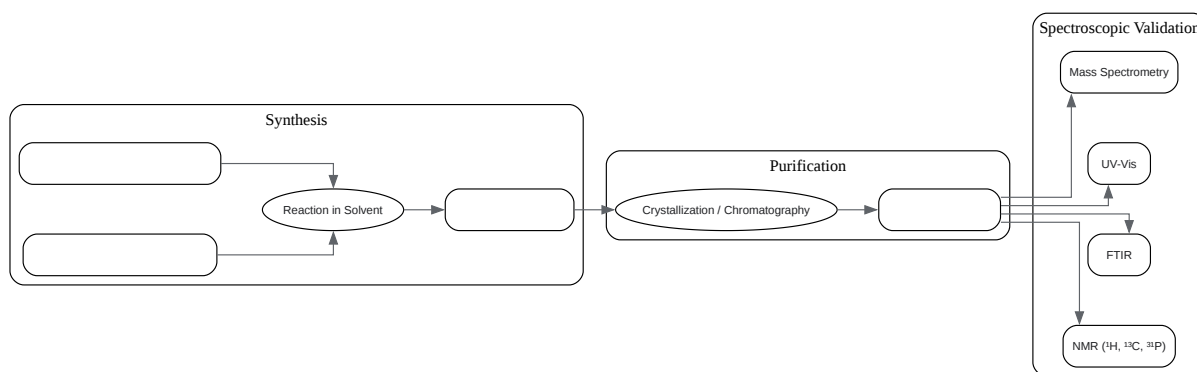 Synthesis
Reaction in Solvent
Purification
Crystallization / Chromatography
Spectroscopic Validation
Mass Spectrometry
UV-Vis
FTIR
NMR (¹H, ¹³C, ³¹P)